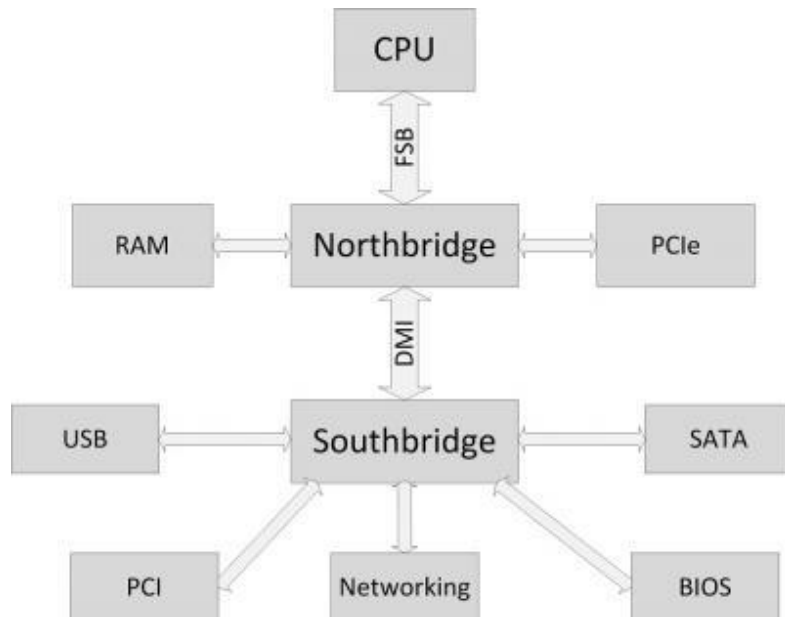 CPU
FSB
RAM
Northbridge
PCIe
DMI
USB
Southbridge
SATA
PCI
Networking
BIOS